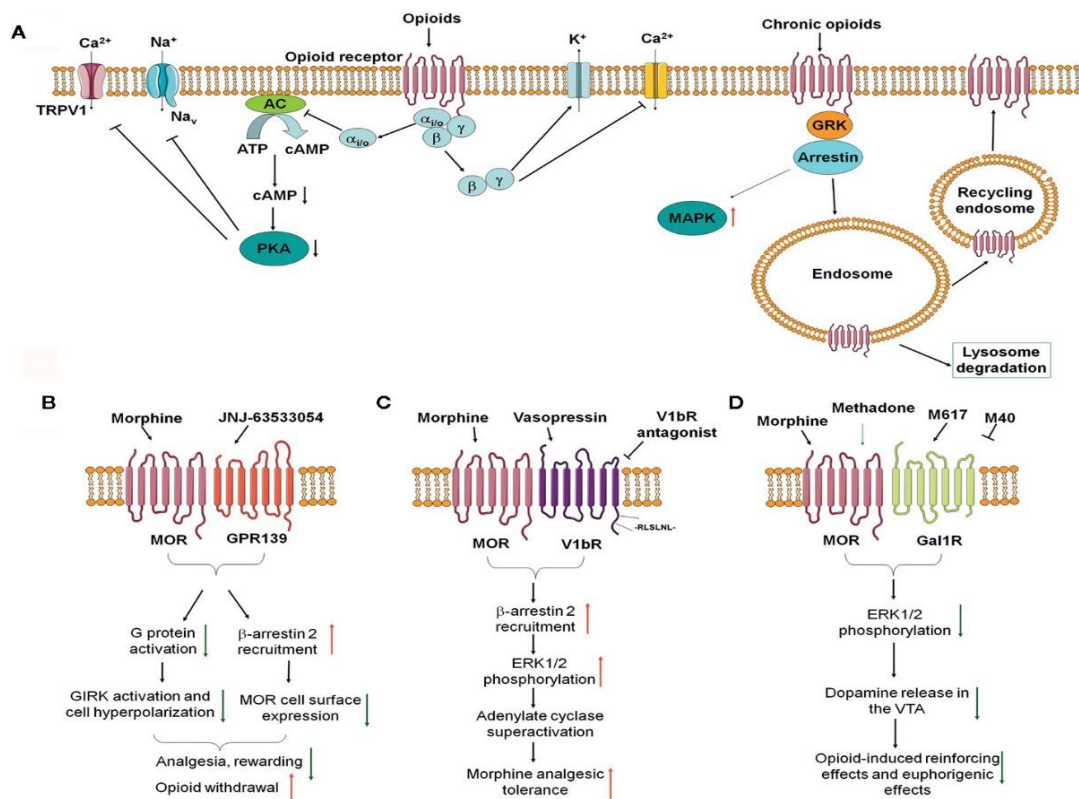 A
Ca²⁺
Na⁺
TRPV1
Nav
Opioids
Opioid receptor
AC
ATP
cAMP
αi/o
αi/o
β
γ
β
γ
cAMP
PKA
K⁺
Ca²⁺
Chronic opioids
GRK
Arrestin
MAPK
Endosome
Recycling
endosome
Lysosome
degradation
B
Morphine
JNJ-63533054
MOR
GPR139
G protein
activation
β-arrestin 2
recruitment
GIRK activation and
cell hyperpolarization
MOR cell surface
expression
Analgesia, rewarding
Opioid withdrawal
C
Morphine
Vasopressin
V1bR
antagonist
-RLSLNL-
MOR
V1bR
β-arrestin 2
recruitment
ERK1/2
phosphorylation
Adenylate cyclase
superactivation
Morphine analgesic
tolerance
D
Morphine
Methadone
M617
M40
MOR
Gal1R
ERK1/2
phosphorylation
Dopamine release in
the VTA
Opioid-induced reinforcing
effects and euphorigenic
effects